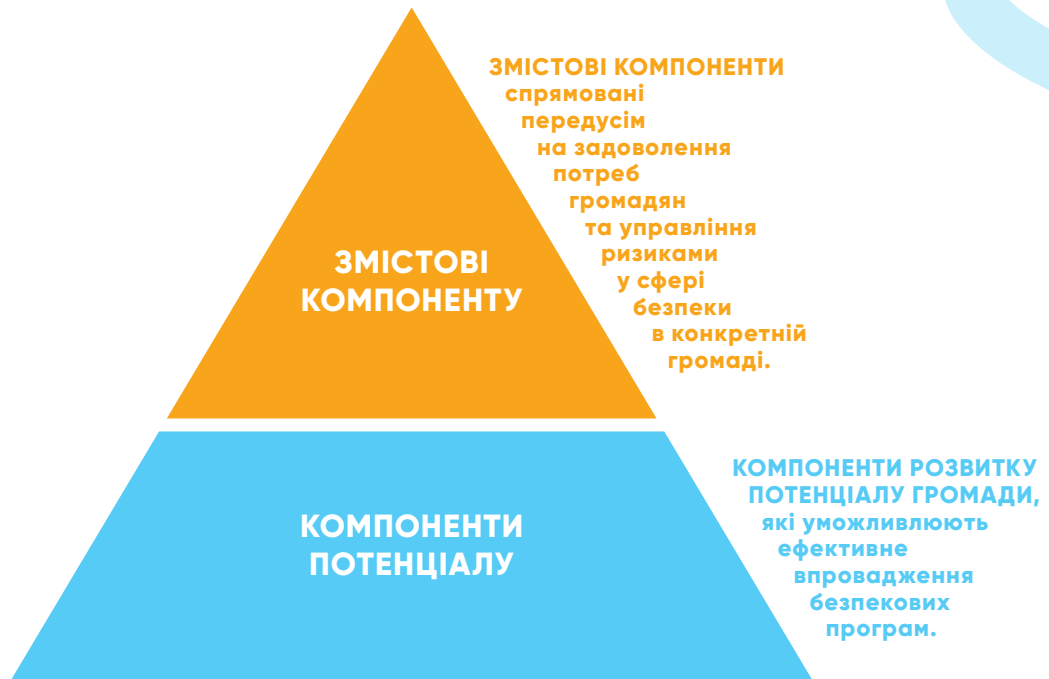 ЗМІСТОВІ КОМПОНЕНТИ
спрямовані
передусім
на задоволення
потреб
громадян
та управління
ризиками
у сфері
безпеки
в конкретній
громаді.
ЗМІСТОВІ
КОМПОНЕНТУ
КОМПОНЕНТИ РОЗВИТКУ
ПОТЕНЦІАЛУ ГРОМАДИ,
які уможливлюють
ефективне
впровадження
безпекових
програм.
КОМПОНЕНТИ
ПОТЕНЦІАЛУ